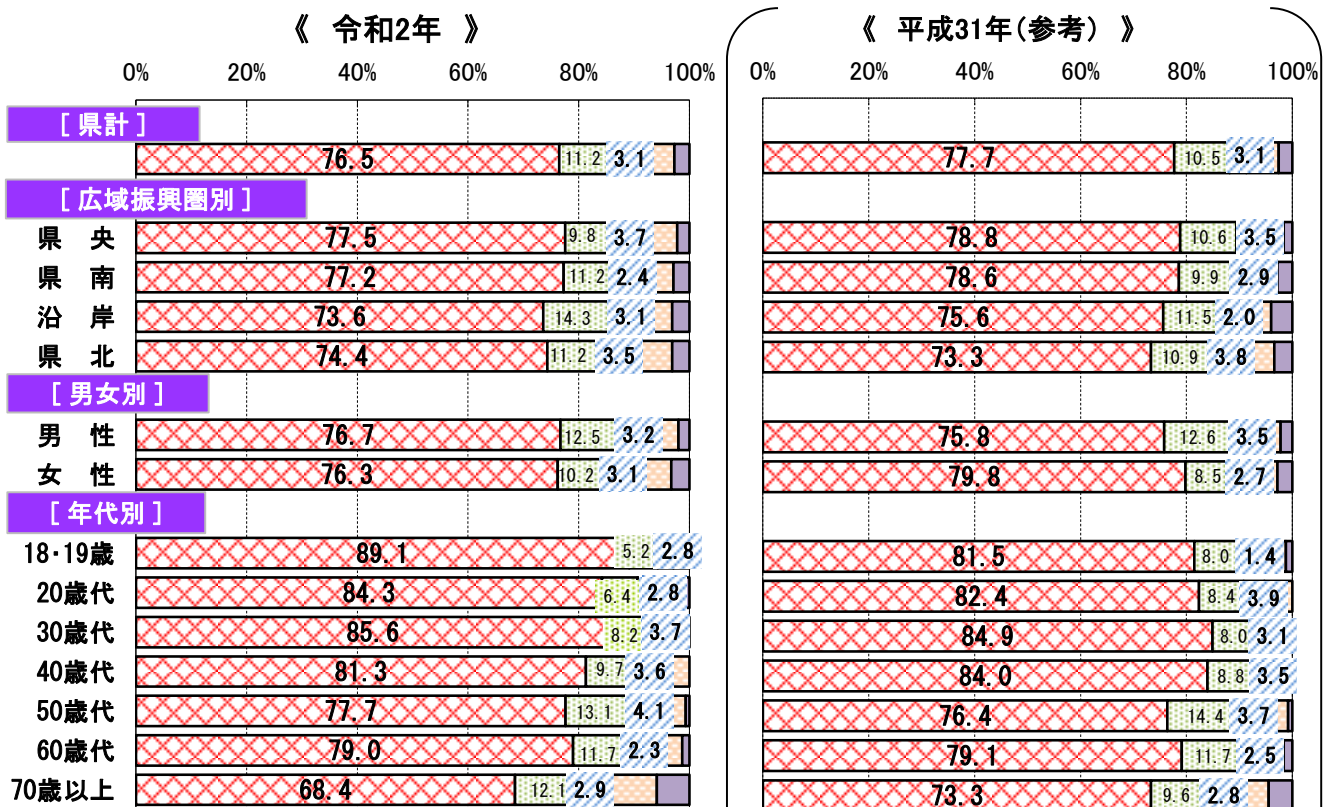 《 令和2年 》 《 平成31年(参考) 》
0% 20% 40% 60% 80% 100% 0% 20% 40% 60% 80% 100%
[ 県計 ]
76.5 11.2 3.1 77.7 10.5 3.1
[ 広域振興圏別 ]
県 央 77.5 9.8 3.7 78.8 10.6 3.5
県 南 77.2 11.2 2.4 78.6 9.9 2.9
沿 岸 73.6 14.3 3.1 75.6 11.5 2.0
県 北 74.4 11.2 3.5 73.3 10.9 3.8
[ 男女別 ]
男 性 76.7 12.5 3.2 75.8 12.6 3.5
女 性 76.3 10.2 3.1 79.8 8.5 2.7
[ 年代別 ]
18・19歳 89.1 5.2 2.8 81.5 8.0 1.4
20歳代 84.3 6.4 2.8 82.4 8.4 3.9
30歳代 85.6 8.2 3.7 84.9 8.0 3.1
40歳代 81.3 9.7 3.6 84.0 8.8 3.5
50歳代 77.7 13.1 4.1 76.4 14.4 3.7
60歳代 79.0 11.7 2.3 79.1 11.7 2.5
70歳以上 68.4 12.1 2.9 73.3 9.6 2.8